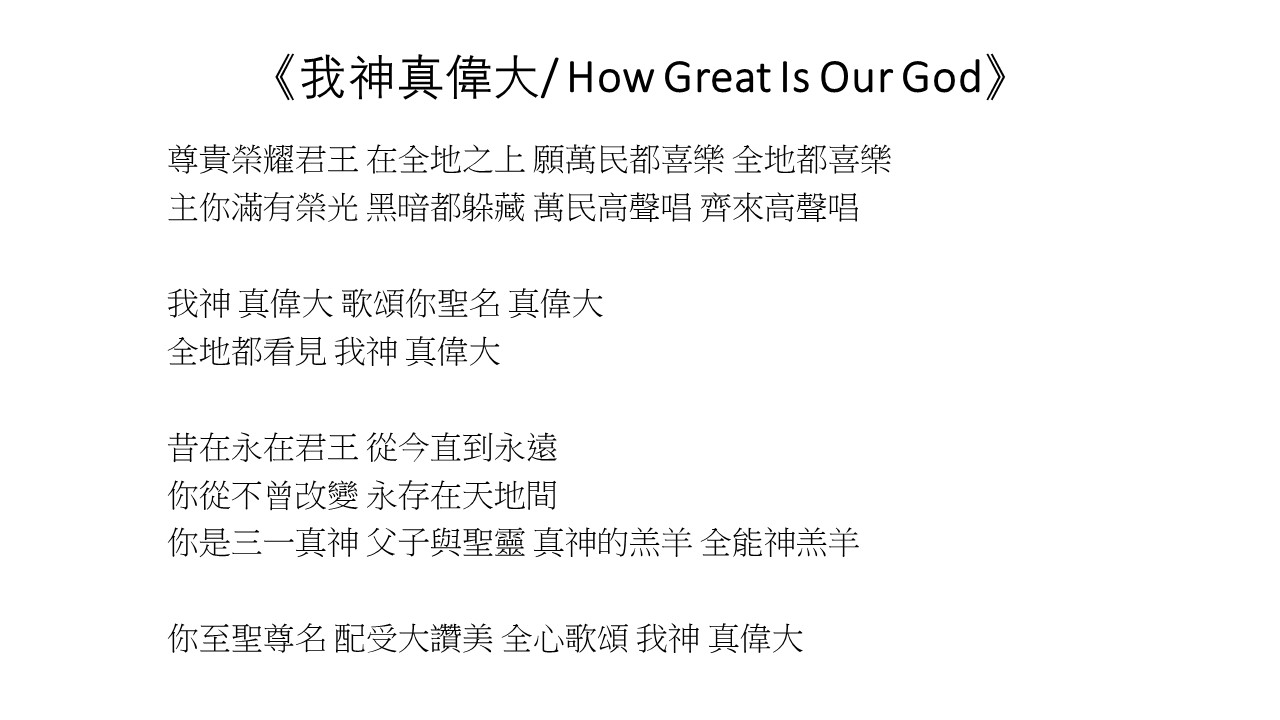 《我神真偉大/ How Great Is Our God》
尊貴榮耀君王 在全地之上 願萬民都喜樂 全地都喜樂
主你滿有榮光 黑暗都躲藏 萬民高聲唱 齊來高聲唱
我神 真偉大 歌頌你聖名 真偉大
全地都看見 我神 真偉大
昔在永在君王 從今直到永遠
你從不曾改變 永存在天地間
你是三一真神 父子與聖靈 真神的羔羊 全能神羔羊
你至聖尊名 配受大讚美 全心歌頌 我神 真偉大